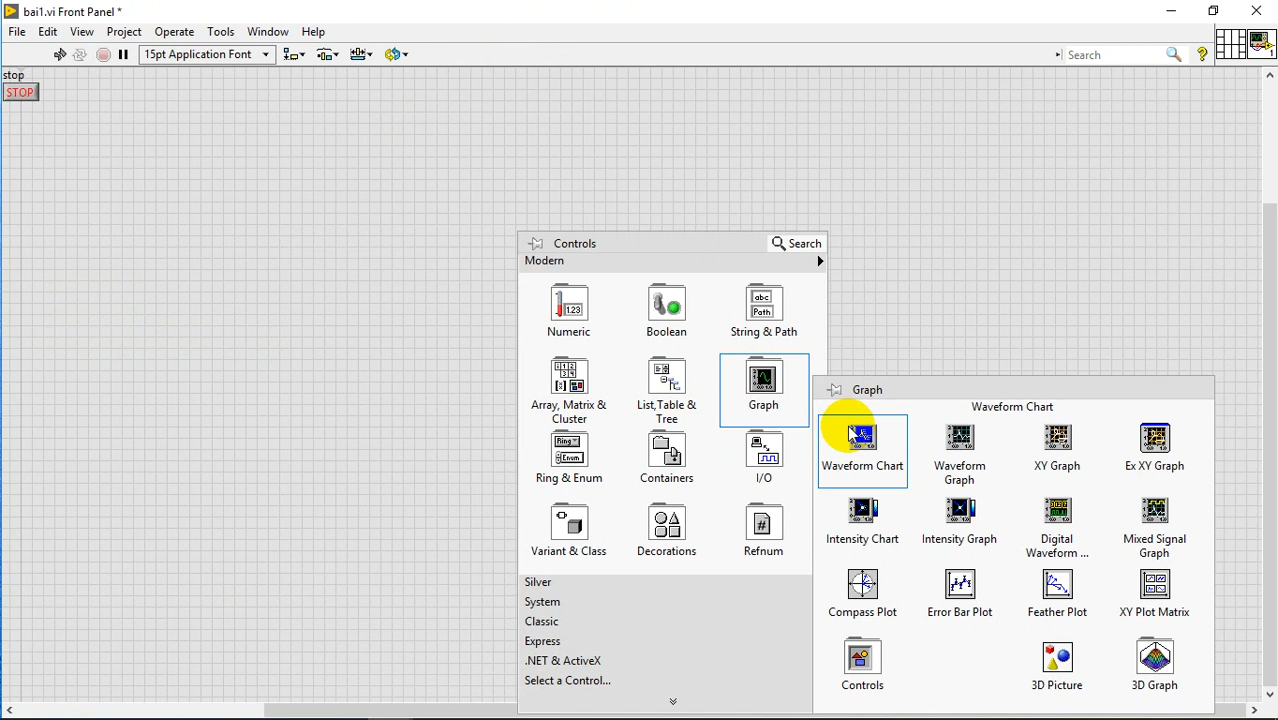 bai1.vi Front Panel *
File Edit View Project Operate Tools Window Help
15pt Application Font
Search
?
1
stop
STOP
Controls
Search
Modern
Numeric
Boolean
String & Path
Array, Matrix &
Cluster
List,Table &
Tree
Graph
Ring & Enum
Containers
I/O
Variant & Class
Decorations
Refnum
Silver
System
Classic
Express
.NET & ActiveX
Select a Control...
Graph
Waveform Chart
Waveform Chart
Waveform
Graph
XY Graph
Ex XY Graph
Intensity Chart
Intensity Graph
Digital
Waveform ...
Mixed Signal
Graph
Compass Plot
Error Bar Plot
Feather Plot
XY Plot Matrix
Controls
3D Picture
3D Graph